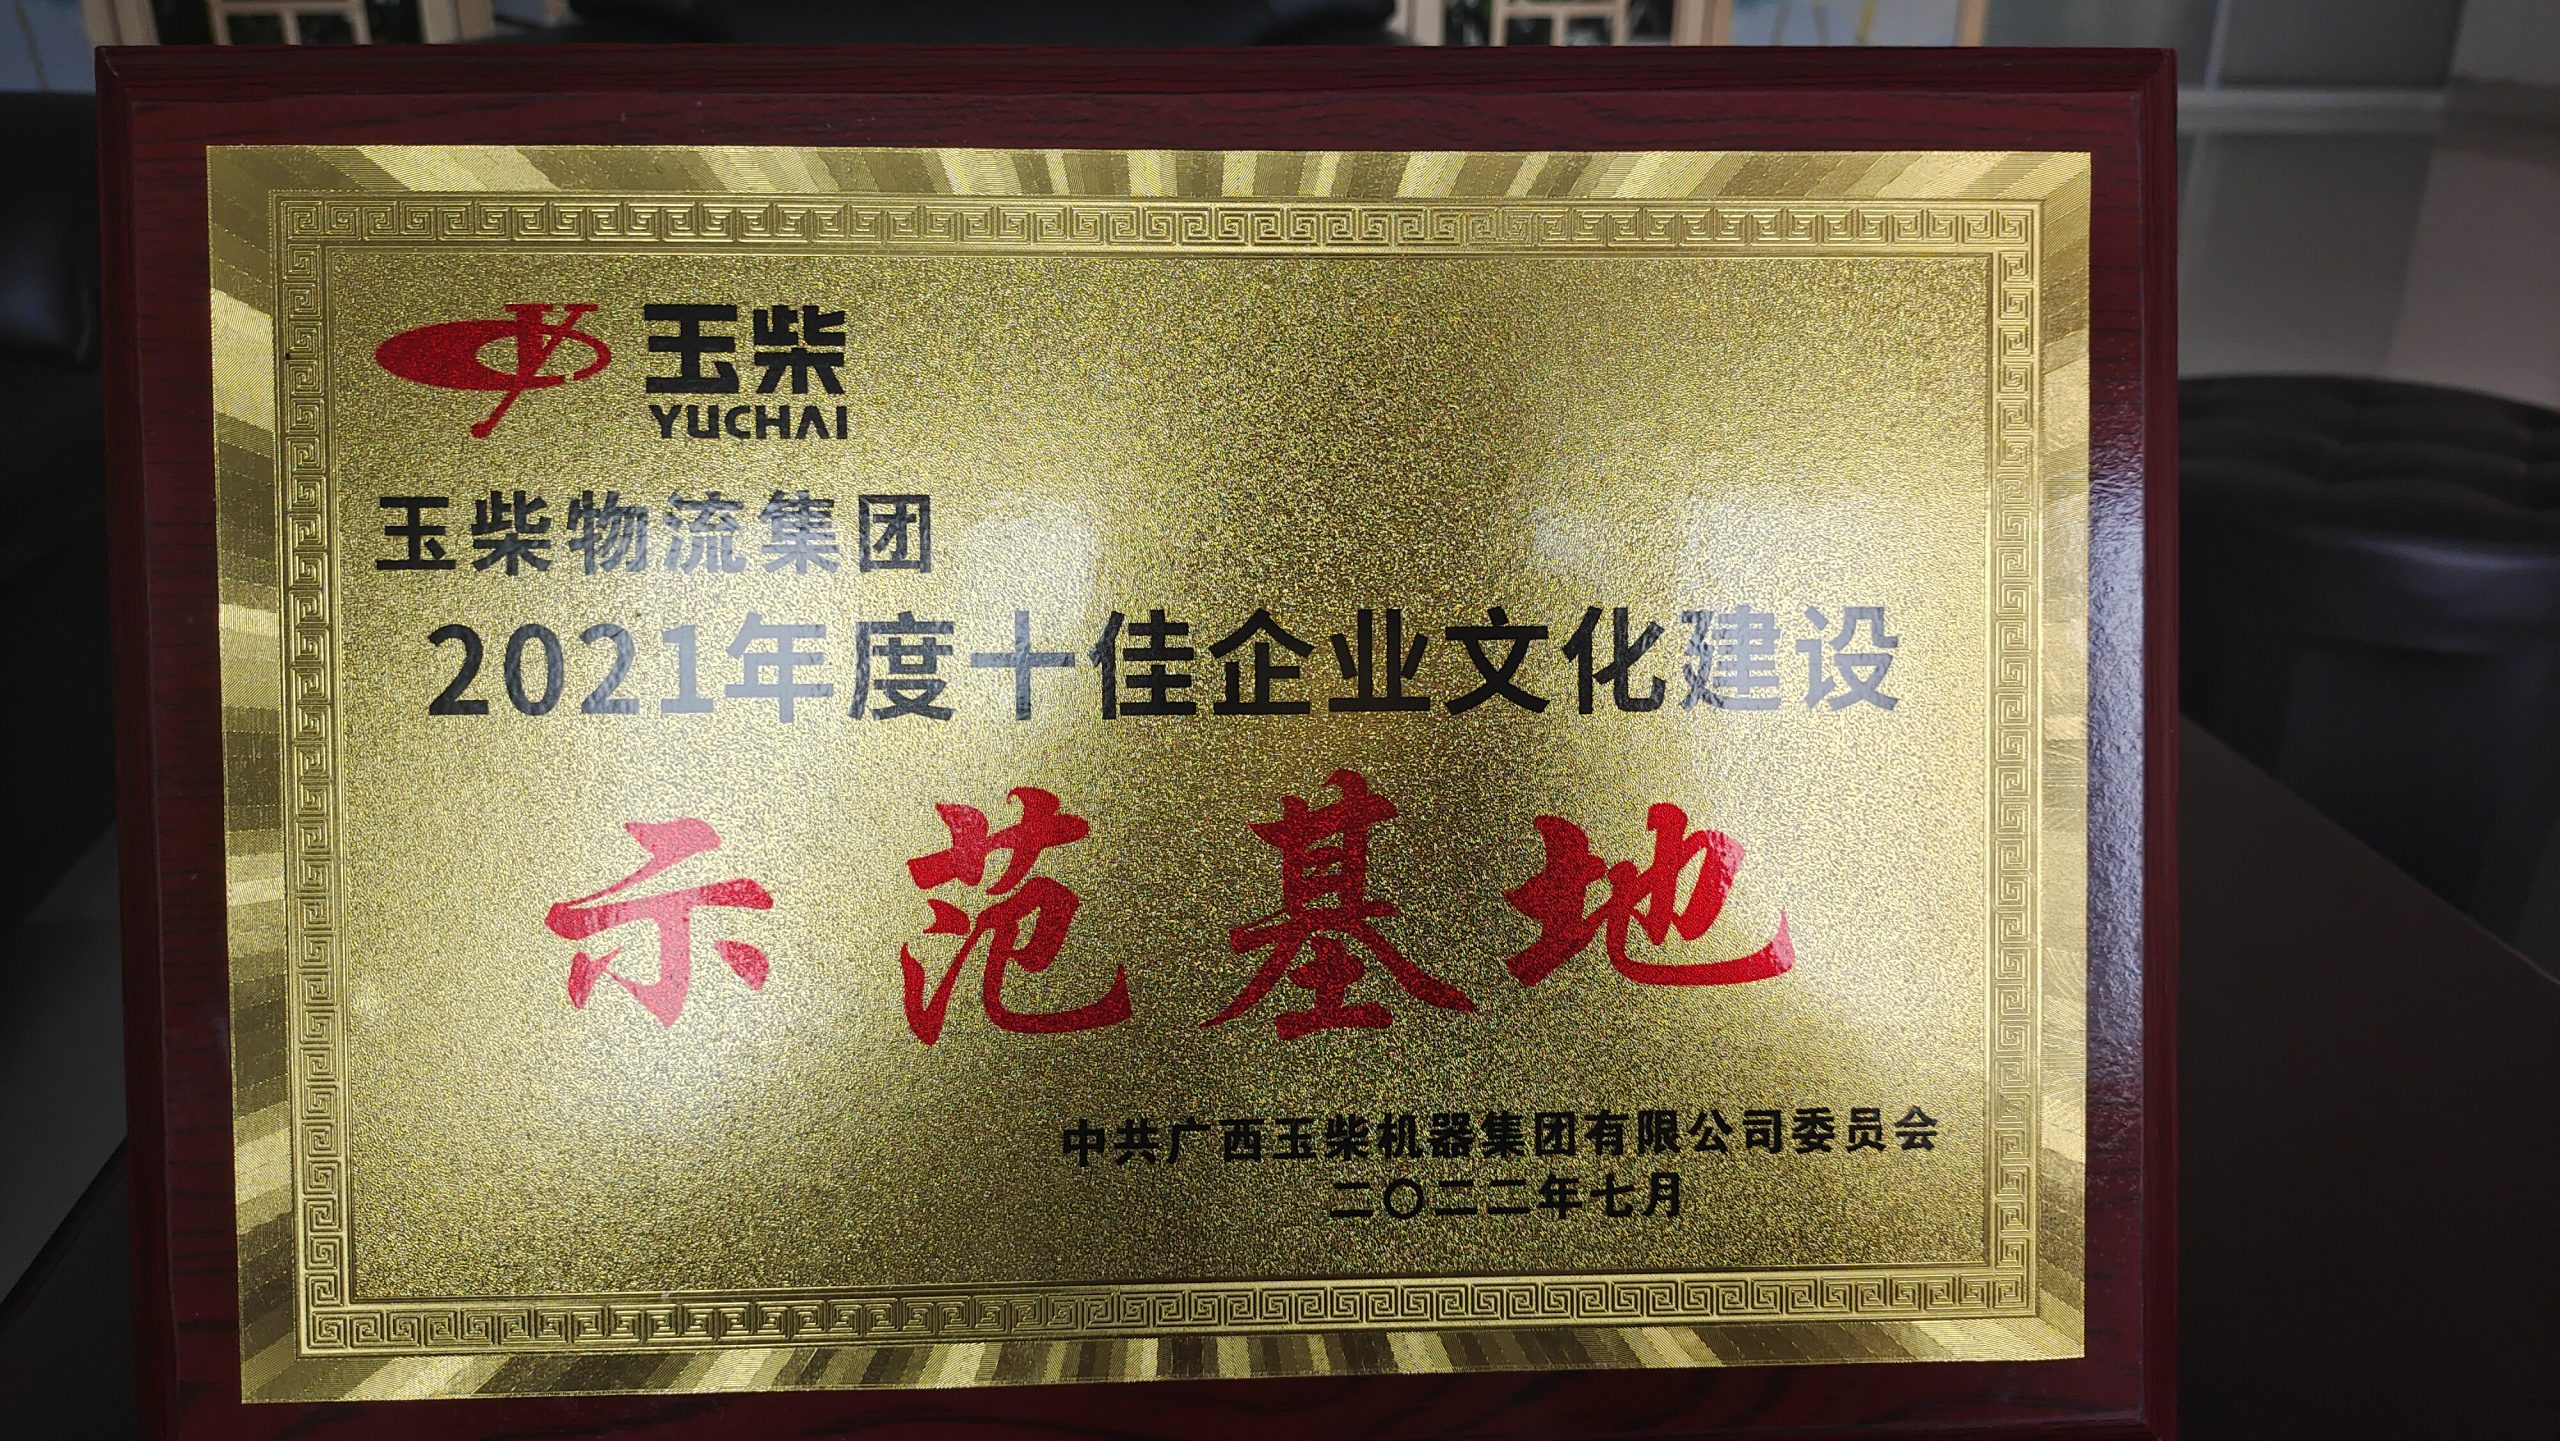 玉柴
YUCHAI
玉柴物流集团
2021年度十佳企业文化建设
示范基地
中共广西玉柴机器集团有限公司委员会
二〇二二年七月